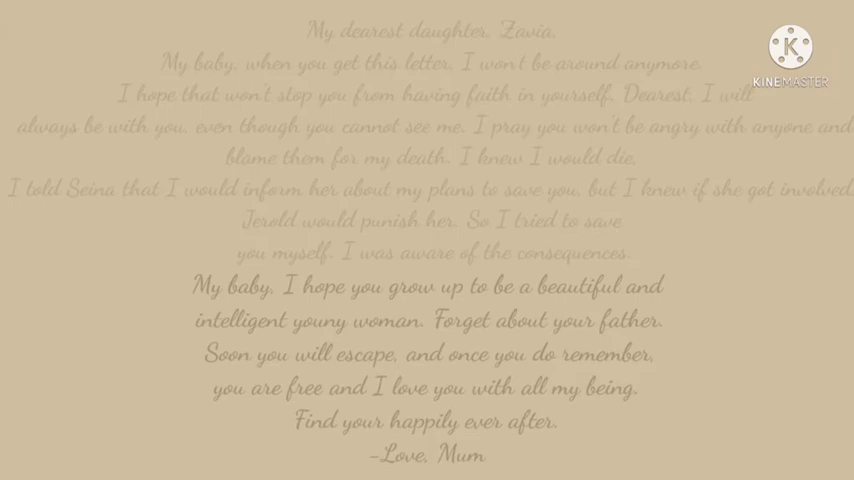 My dearest daughter, Zavia,
My baby, when you get this letter, I won't be around anymore.
I hope that won't stop you from having faith in yourself. Dearest, I will
always be with you, even though you cannot see me. I pray you won't be angry with anyone and
blame them for my death. I knew I would die,
I told Seina that I would inform her about my plans to save you, but I knew if she got involved,
Jerold would punish her. So I tried to save
you myself. I was aware of the consequences.
My baby, I hope you grow up to be a beautiful and
intelligent youny woman. Forget about your father.
Soon you will escape, and once you do remember,
you are free and I love you with all my being.
Find your happily ever after.
-Love, Mum
KINEMASTER